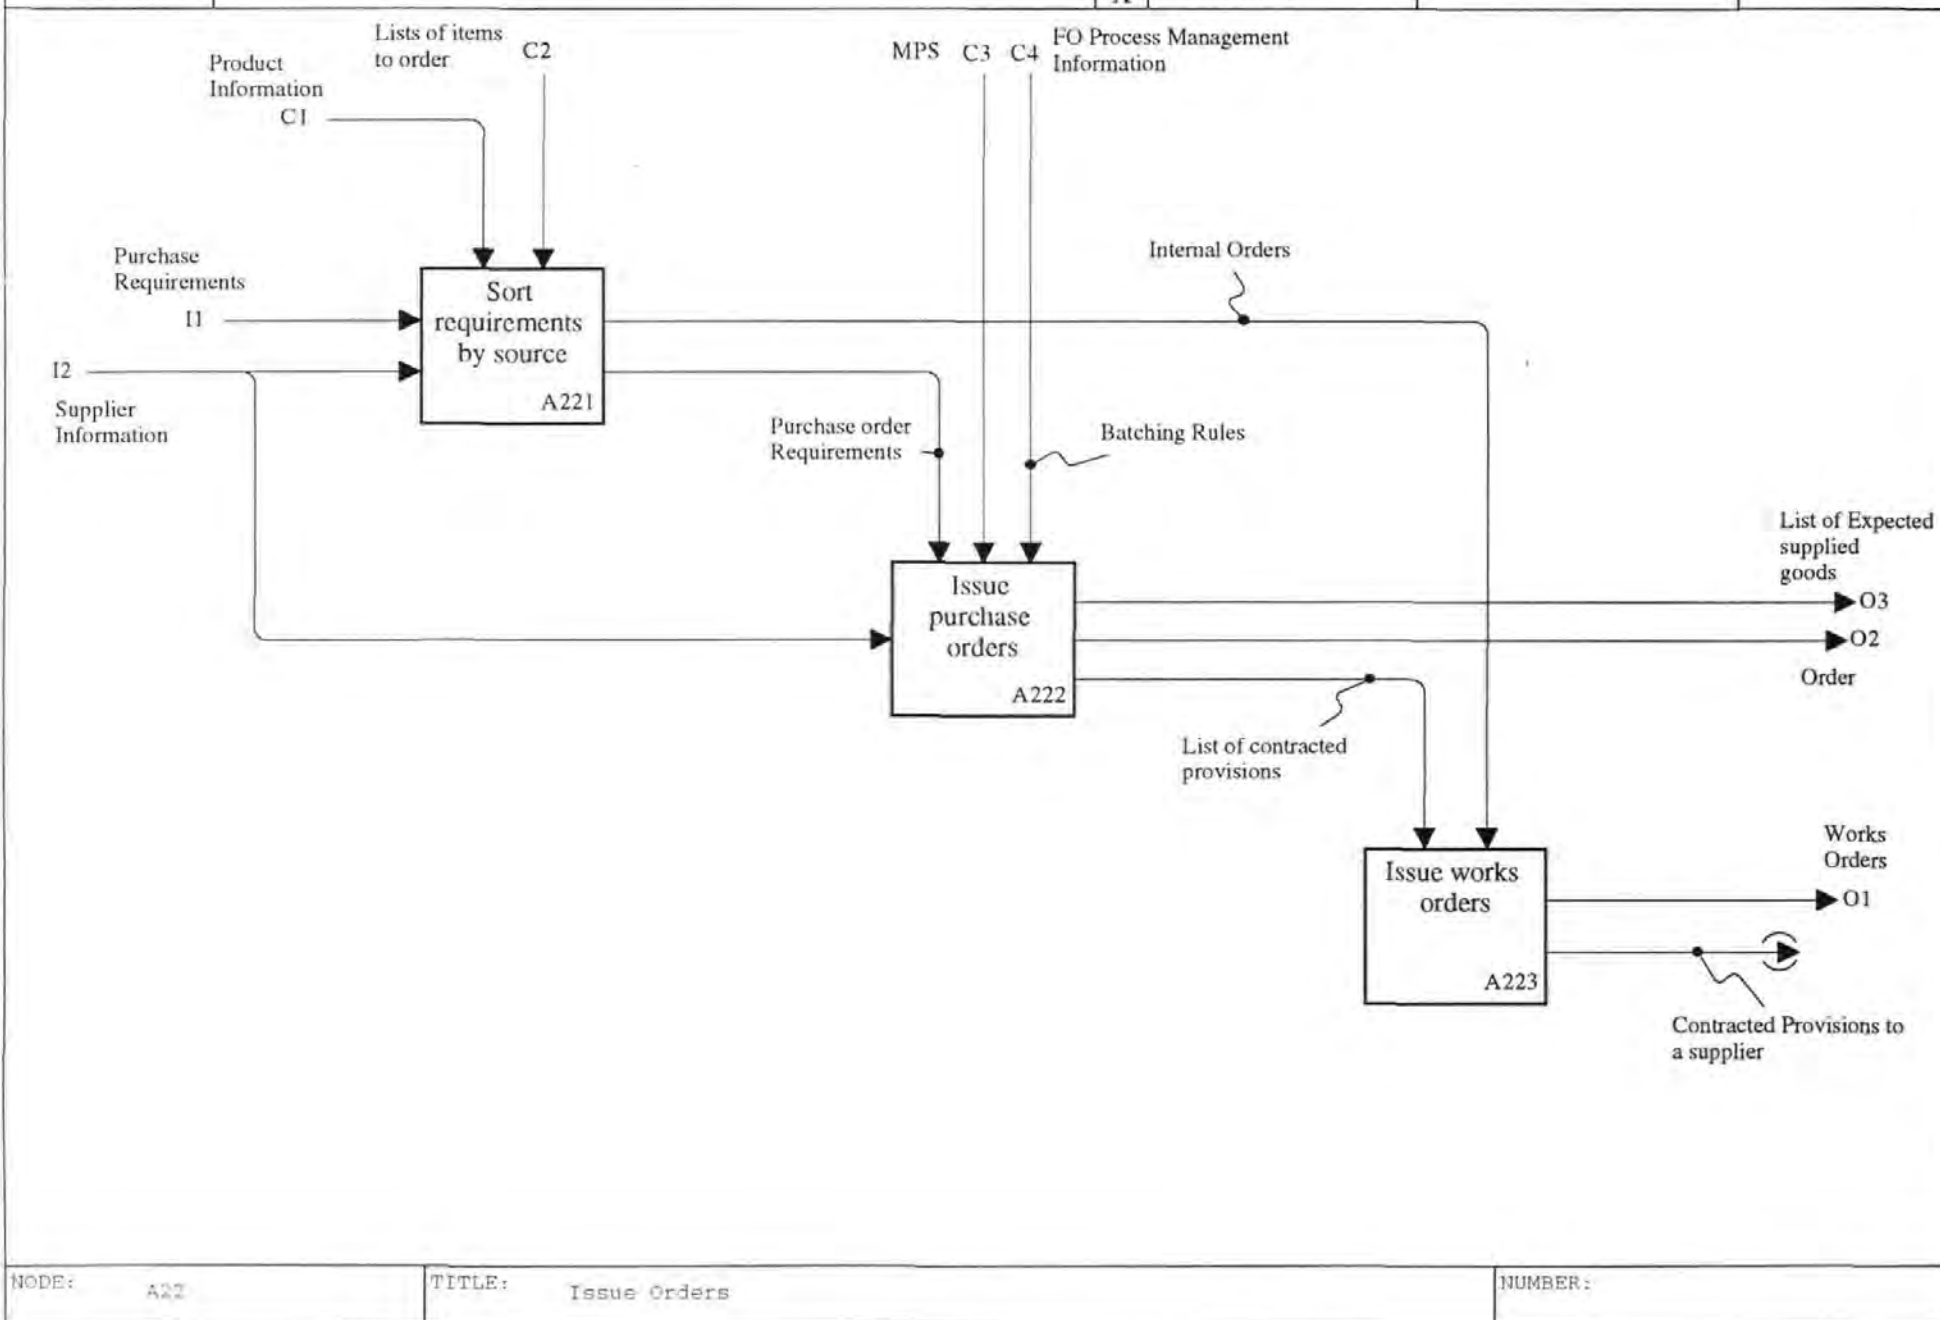 Lists of items
to order
C2
Product
Information
C1
MPS
C3
C4
FO Process Management
Information
Purchase
Requirements
I1
I2
Supplier
Information
Sort
requirements
by source
A221
Internal Orders
Purchase order
Requirements
Batching Rules
Issue
purchase
orders
A222
List of Expected
supplied
goods
O3
O2
Order
List of contracted
provisions
Issue works
orders
A223
Works
Orders
O1
Contracted Provisions to
a supplier
NODE:
A22
TITLE:
Issue Orders
NUMBER: